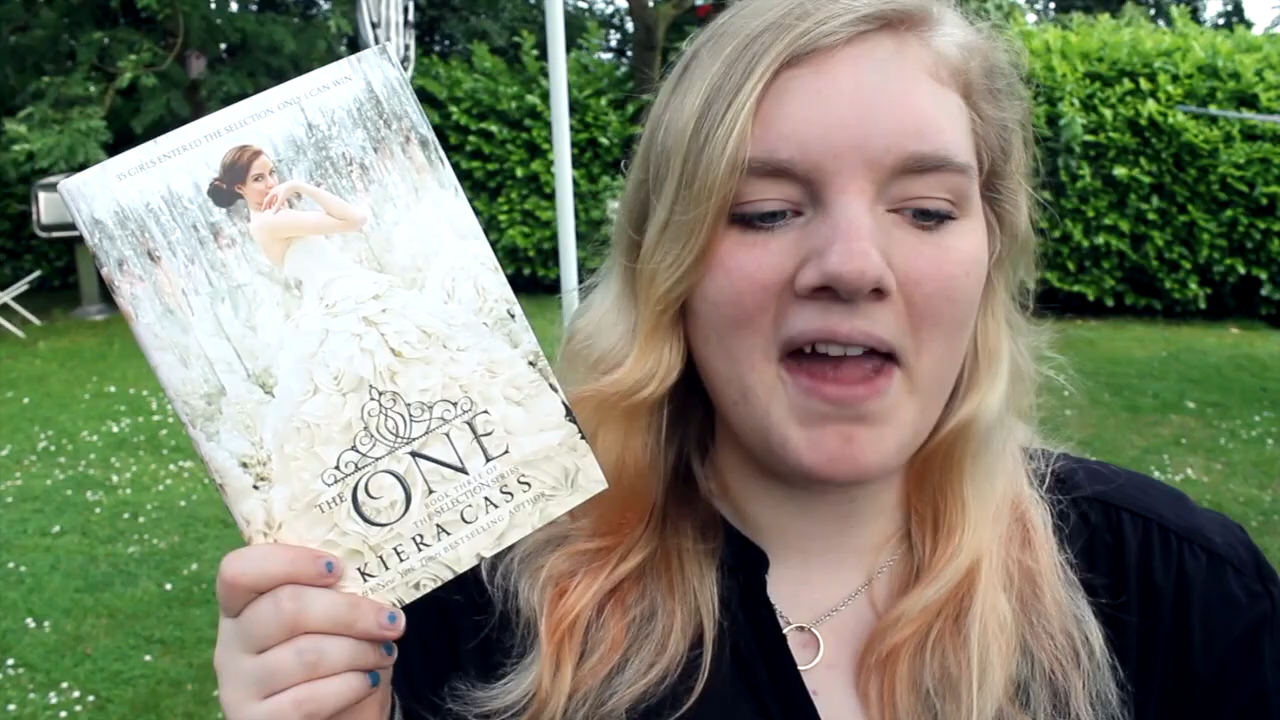 35 GIRLS ENTERED THE SELECTION. ONLY I CAN WIN
THE ONE
BOOK THREE OF
THE SELECTION SERIES
KIERA CASS
#1 New York Times BESTSELLING AUTHOR